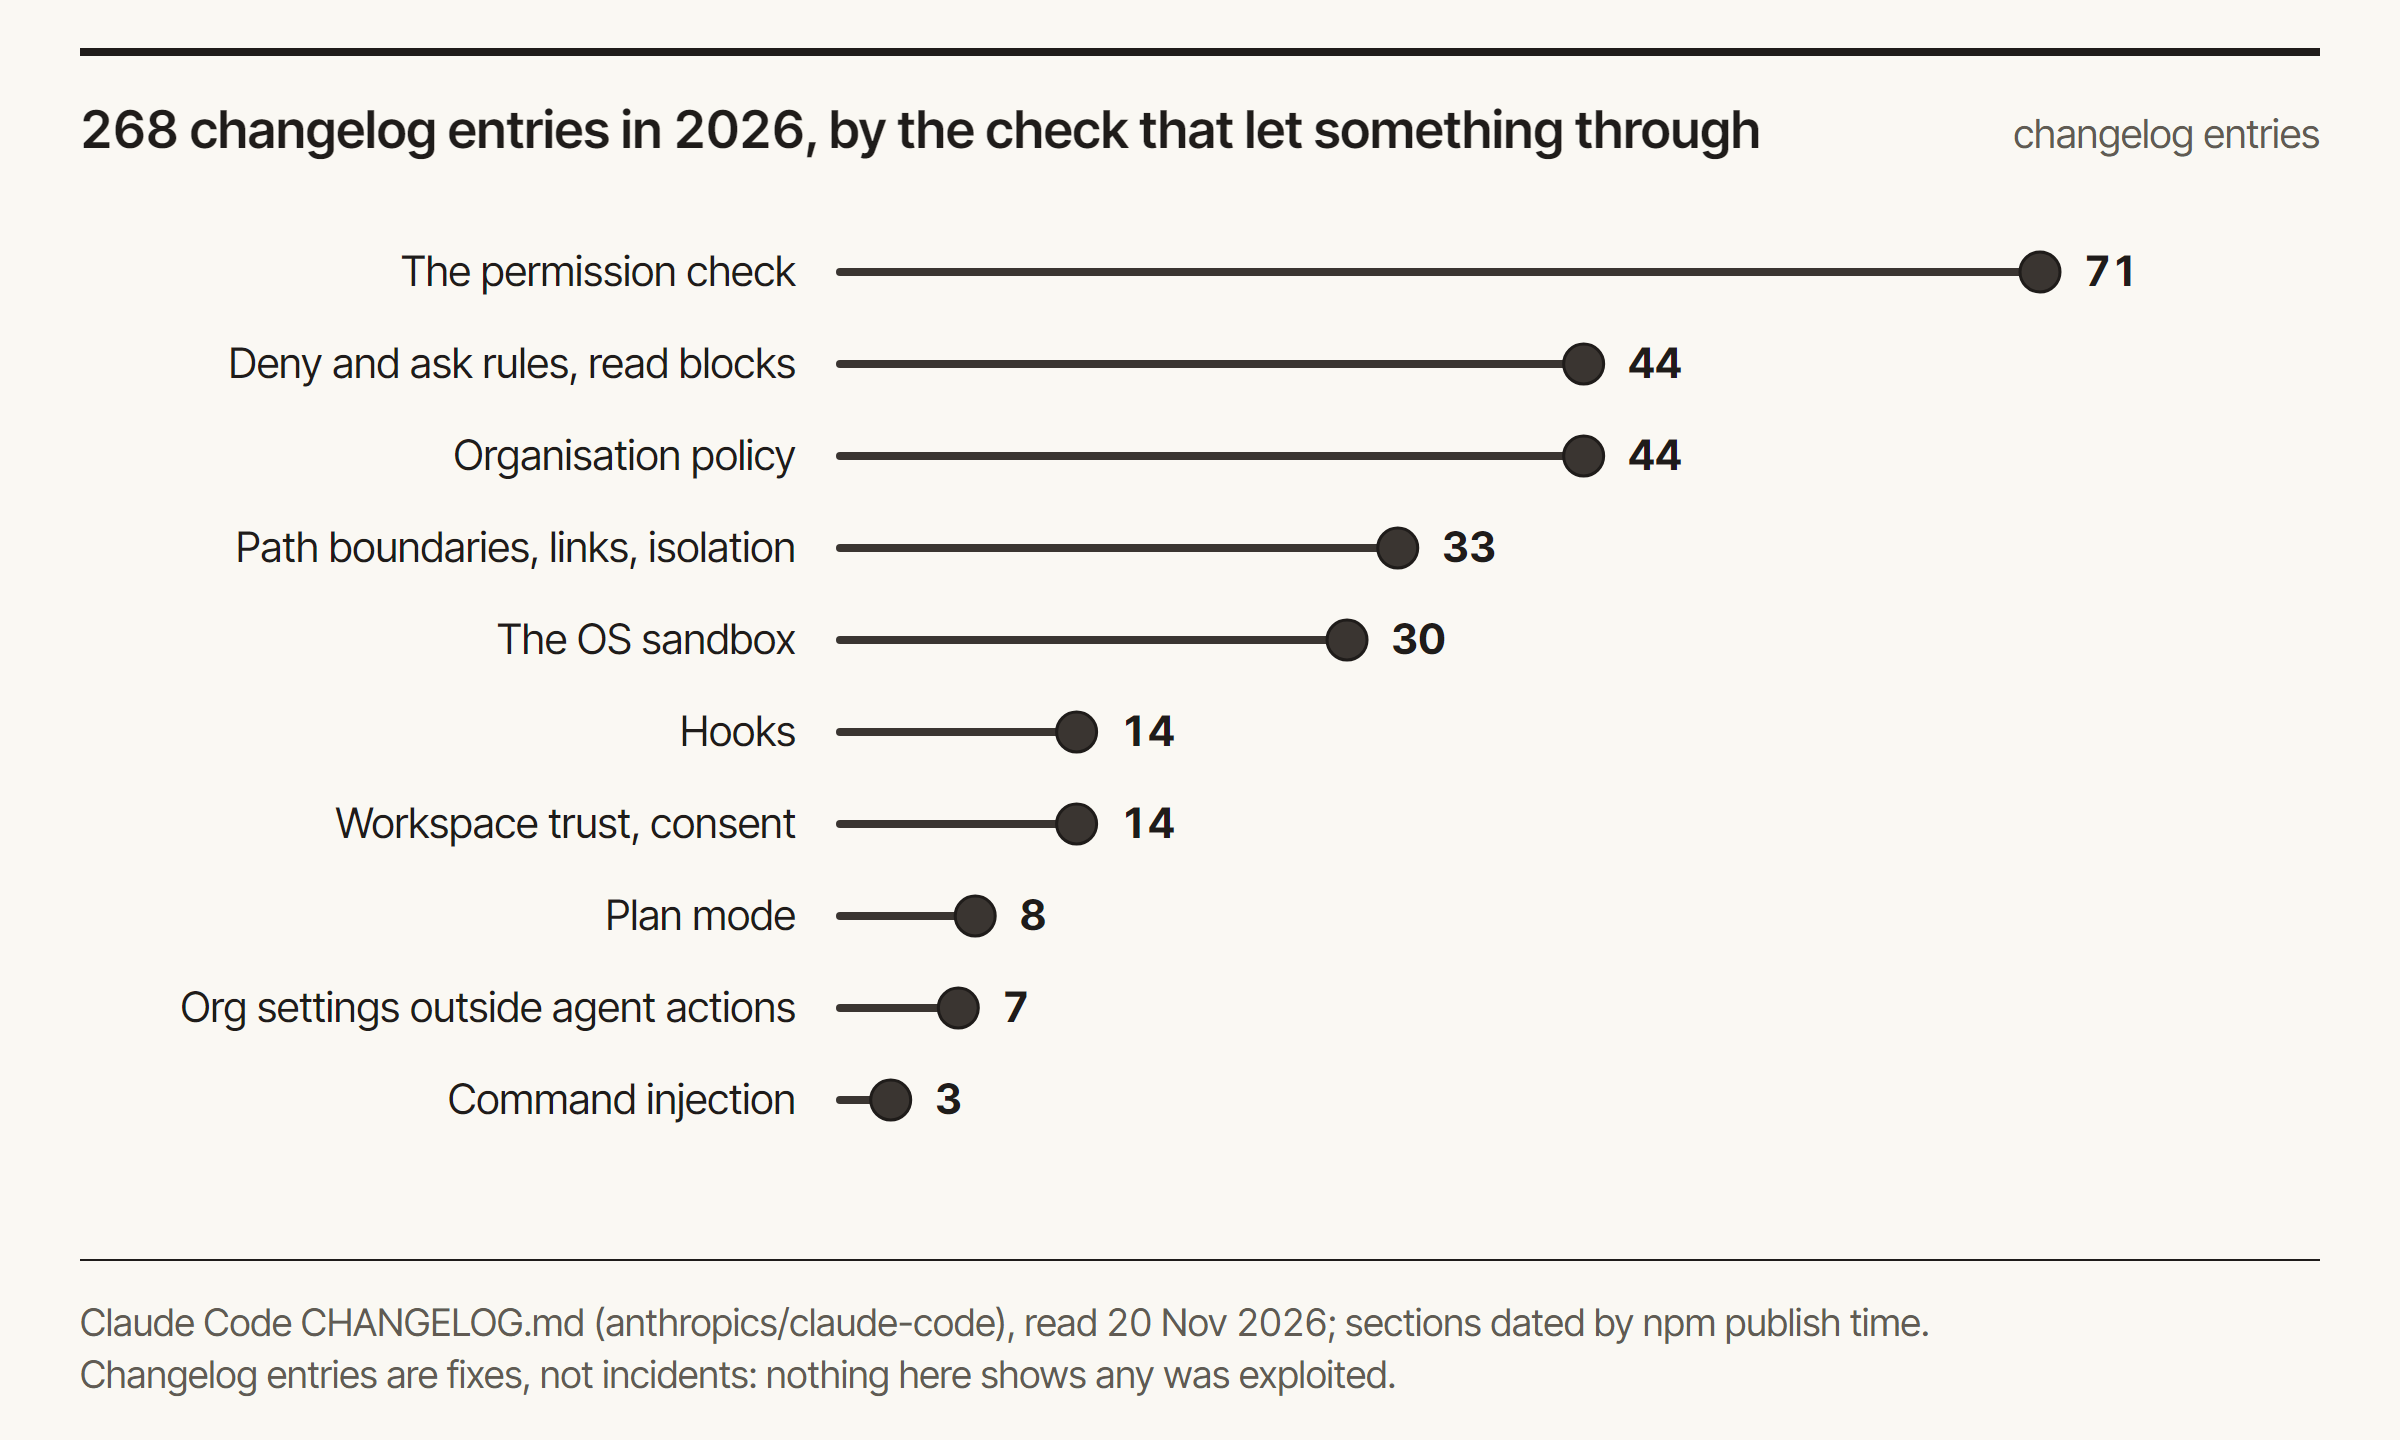 268 changelog entries in 2026, by the check that let something through
changelog entries
The permission check 71
Deny and ask rules, read blocks 44
Organisation policy 44
Path boundaries, links, isolation 33
The OS sandbox 30
Hooks 14
Workspace trust, consent 14
Plan mode 8
Org settings outside agent actions 7
Command injection 3
Claude Code CHANGELOG.md (anthropics/claude-code), read 20 Nov 2026; sections dated by npm publish time.
Changelog entries are fixes, not incidents: nothing here shows any was exploited.